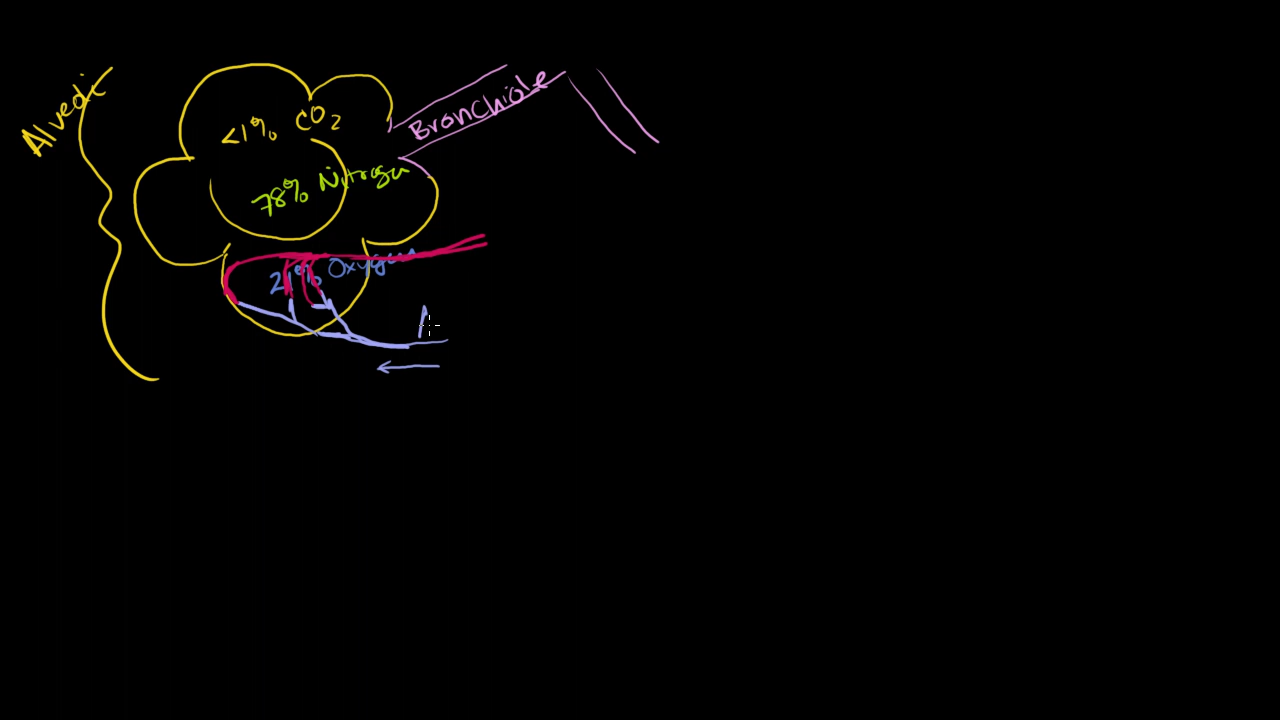 Alveoli
<1% CO2
Bronchiole
78% Nitrogen
21% Oxygen